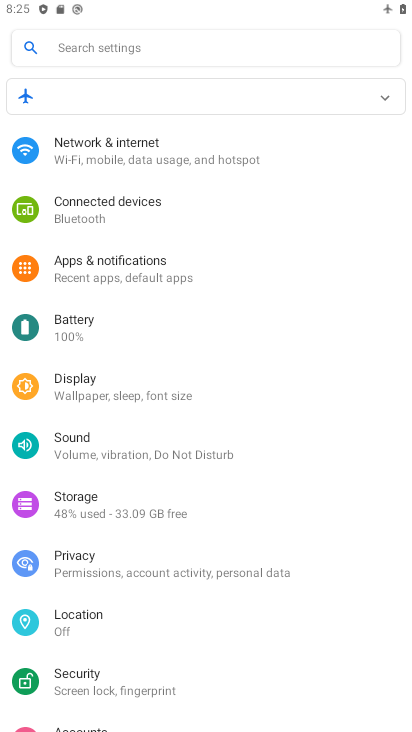 8:25
Search settings
Network & internet
Wi-Fi, mobile, data usage, and hotspot
Connected devices
Bluetooth
Apps & notifications
Recent apps, default apps
Battery
100%
Display
Wallpaper, sleep, font size
Sound
Volume, vibration, Do Not Disturb
Storage
48% used - 33.09 GB free
Privacy
Permissions, account activity, personal data
Location
Off
Security
Screen lock, fingerprint
Accounts